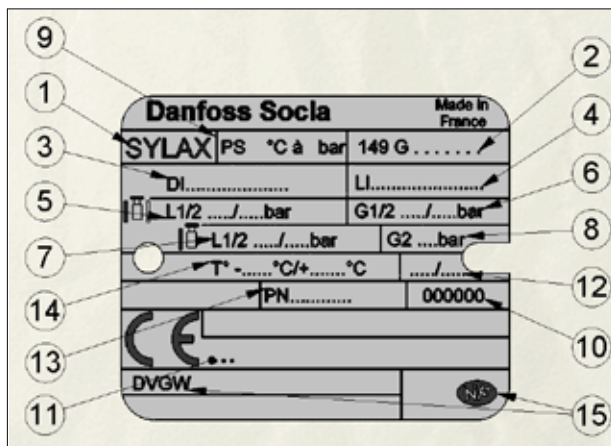 9
2
1
4
3
6
5
8
7
12
14
10
13
11
15
Danfoss Socla
Made in
France
SYLAX PS °C à bar 149 G . . . . . . .
DI..................... LI.......................
L1/2 ...../.....bar G1/2 ...../.....bar
L1/2 ...../.....bar G2 ....bar
T° -......°C/+.......°C ...../.....
PN........... 000000
CE
•••
DVGW
NF